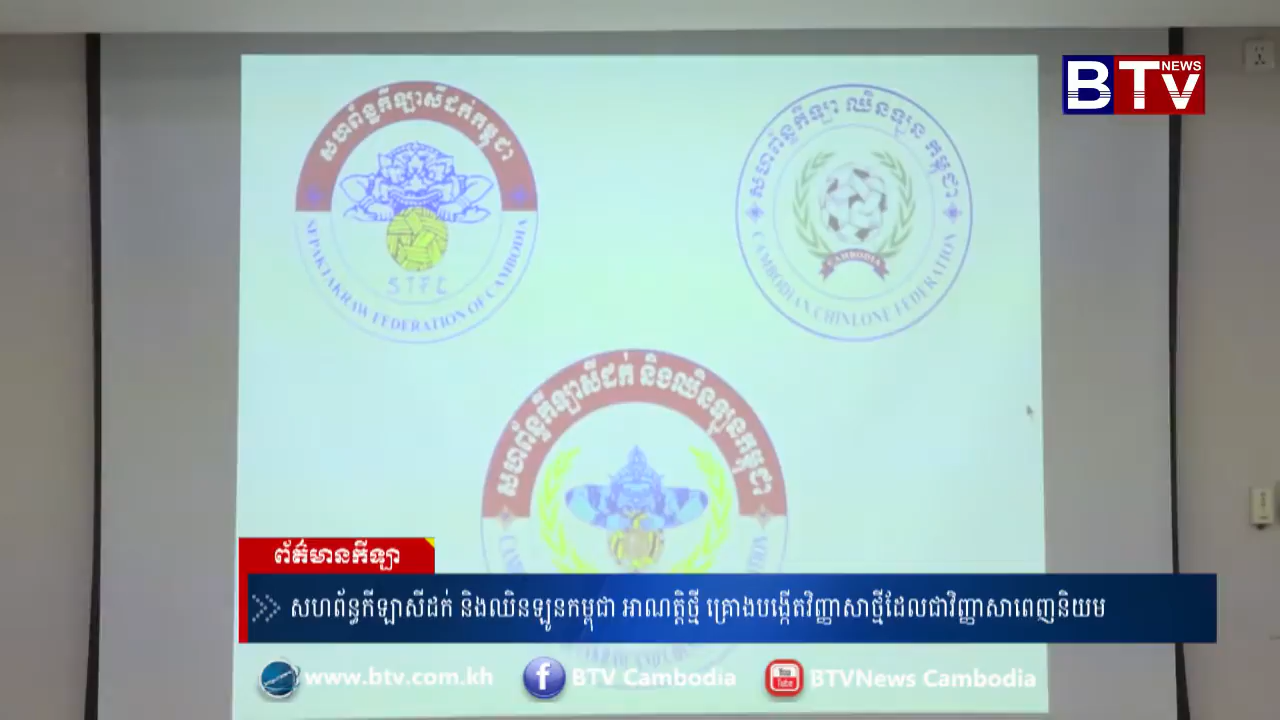 BTV NEWS
សហព័ន្ធកីឡាសីដក់កម្ពុជា
SEPAKTAKRAW FEDERATION OF CAMBODIA
STFC
សហព័ន្ធកីឡា ឈិនឡូន កម្ពុជា
CAMBODIA
CAMBODIAN CHINLONE FEDERATION
សហព័ន្ធកីឡាសីដក់ និងឈិនឡូនកម្ពុជា
ព័ត៌មានកីឡា
សហព័ន្ធកីឡាសីដក់ និងឈិនឡូនកម្ពុជា អាណត្តិថ្មី គ្រោងបង្កើតវិញ្ញាសាថ្មីដែលជាវិញ្ញាសាពេញនិយម
www.btv.com.kh
BTV Cambodia
You Tube
BTVNews Cambodia